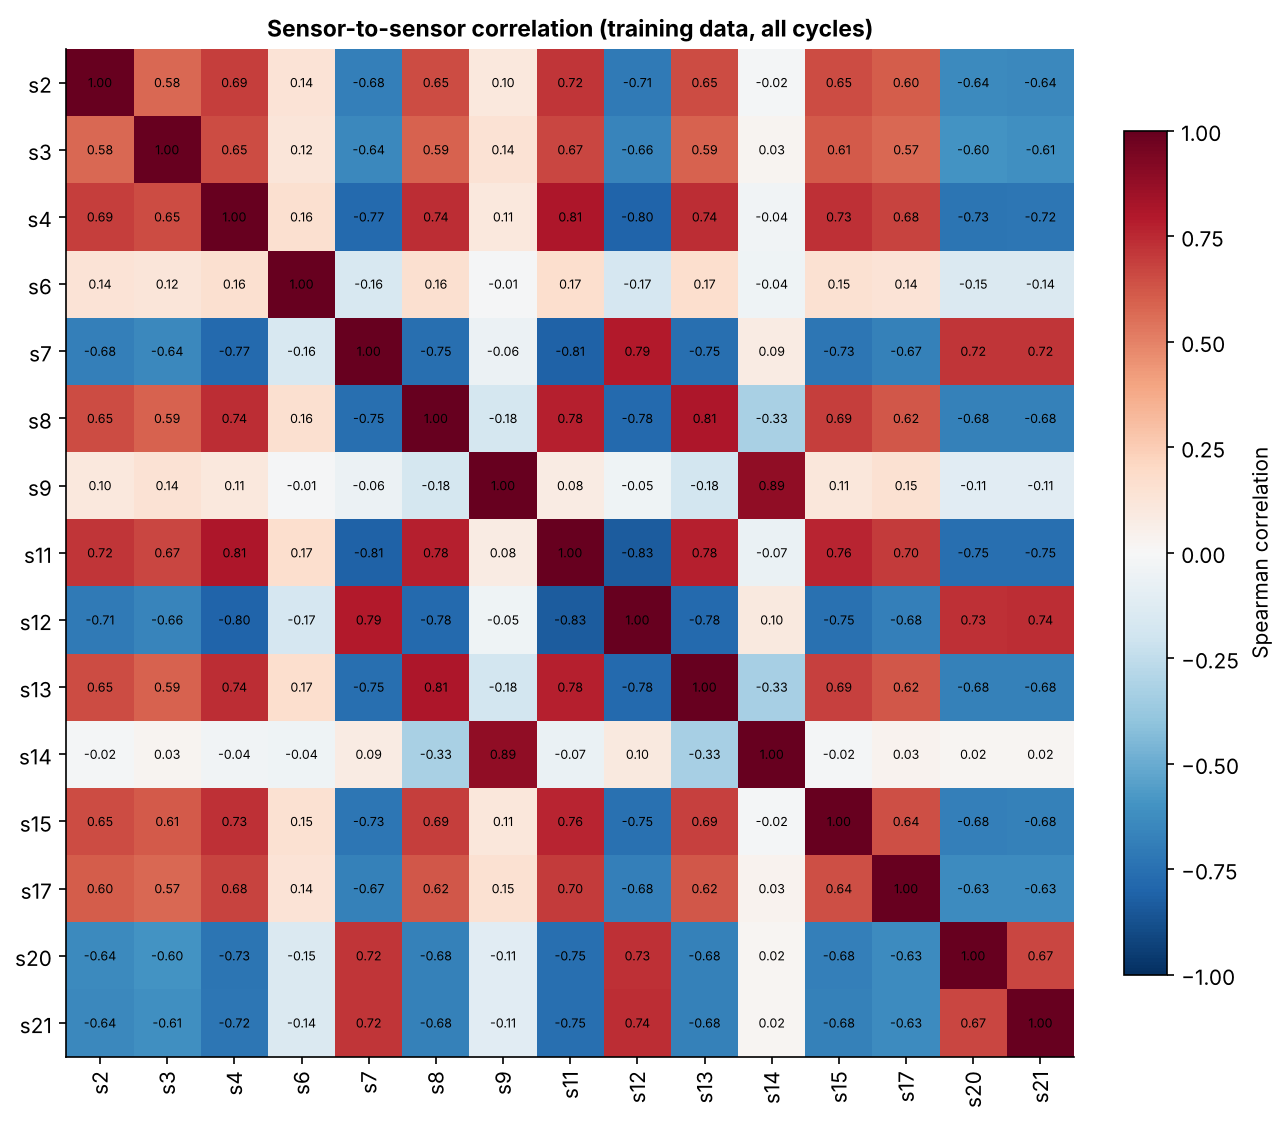 Sensor-to-sensor correlation (training data, all cycles)
s2 1.00 0.58 0.69 0.14 -0.68 0.65 0.10 0.72 -0.71 0.65 -0.02 0.65 0.60 -0.64 -0.64
s3 0.58 1.00 0.65 0.12 -0.64 0.59 0.14 0.67 -0.66 0.59 0.03 0.61 0.57 -0.60 -0.61
s4 0.69 0.65 1.00 0.16 -0.77 0.74 0.11 0.81 -0.80 0.74 -0.04 0.73 0.68 -0.73 -0.72
s6 0.14 0.12 0.16 1.00 -0.16 0.16 -0.01 0.17 -0.17 0.17 -0.04 0.15 0.14 -0.15 -0.14
s7 -0.68 -0.64 -0.77 -0.16 1.00 -0.75 -0.06 -0.81 0.79 -0.75 0.09 -0.73 -0.67 0.72 0.72
s8 0.65 0.59 0.74 0.16 -0.75 1.00 -0.18 0.78 -0.78 0.81 -0.33 0.69 0.62 -0.68 -0.68
s9 0.10 0.14 0.11 -0.01 -0.06 -0.18 1.00 0.08 -0.05 -0.18 0.89 0.11 0.15 -0.11 -0.11
s11 0.72 0.67 0.81 0.17 -0.81 0.78 0.08 1.00 -0.83 0.78 -0.07 0.76 0.70 -0.75 -0.75
s12 -0.71 -0.66 -0.80 -0.17 0.79 -0.78 -0.05 -0.83 1.00 -0.78 0.10 -0.75 -0.68 0.73 0.74
s13 0.65 0.59 0.74 0.17 -0.75 0.81 -0.18 0.78 -0.78 1.00 -0.33 0.69 0.62 -0.68 -0.68
s14 -0.02 0.03 -0.04 -0.04 0.09 -0.33 0.89 -0.07 0.10 -0.33 1.00 -0.02 0.03 0.02 0.02
s15 0.65 0.61 0.73 0.15 -0.73 0.69 0.11 0.76 -0.75 0.69 -0.02 1.00 0.64 -0.68 -0.68
s17 0.60 0.57 0.68 0.14 -0.67 0.62 0.15 0.70 -0.68 0.62 0.03 0.64 1.00 -0.63 -0.63
s20 -0.64 -0.60 -0.73 -0.15 0.72 -0.68 -0.11 -0.75 0.73 -0.68 0.02 -0.68 -0.63 1.00 0.67
s21 -0.64 -0.61 -0.72 -0.14 0.72 -0.68 -0.11 -0.75 0.74 -0.68 0.02 -0.68 -0.63 0.67 1.00
s2 s3 s4 s6 s7 s8 s9 s11 s12 s13 s14 s15 s17 s20 s21
1.00
0.75
0.50
0.25
0.00
−0.25
−0.50
−0.75
−1.00
Spearman correlation